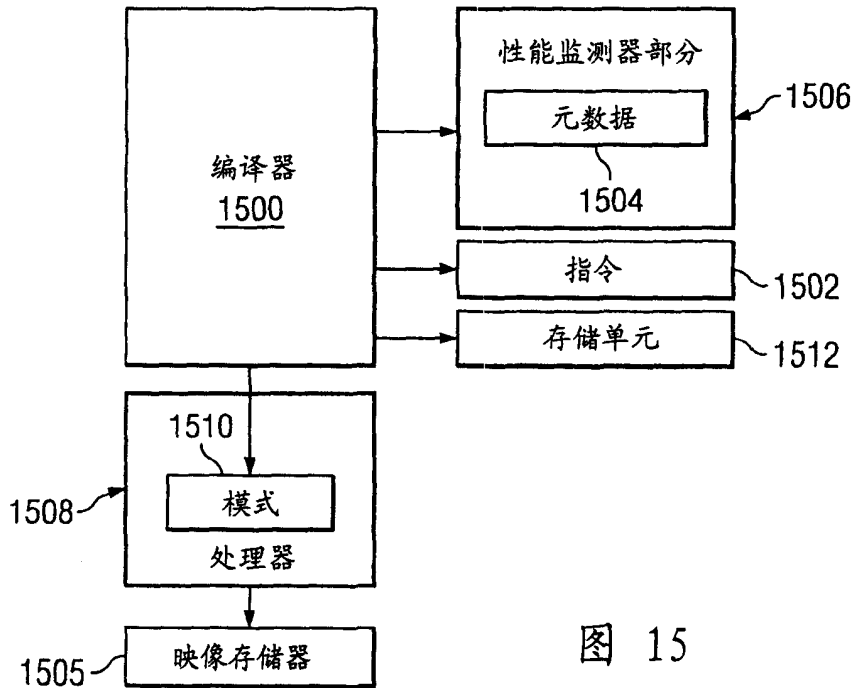 性能监测器部分
1506
元数据
编译器
1504
1500
指令
1502
存储单元
1512
1510
模式
1508
处理器
映像存储器
1505
图 15